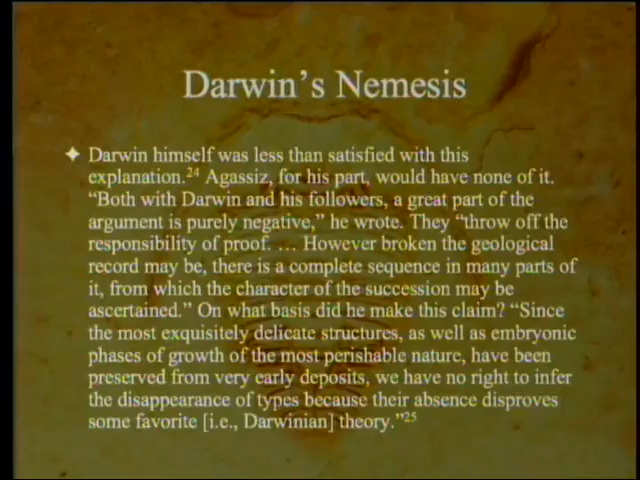 Darwin's Nemesis
✦ Darwin himself was less than satisfied with this
explanation.24 Agassiz, for his part, would have none of it.
“Both with Darwin and his followers, a great part of the
argument is purely negative,” he wrote. They “throw off the
responsibility of proof. … However broken the geological
record may be, there is a complete sequence in many parts of
it, from which the character of the succession may be
ascertained.” On what basis did he make this claim? “Since
the most exquisitely delicate structures, as well as embryonic
phases of growth of the most perishable nature, have been
preserved from very early deposits, we have no right to infer
the disappearance of types because their absence disproves
some favorite [i.e., Darwinian] theory.”25